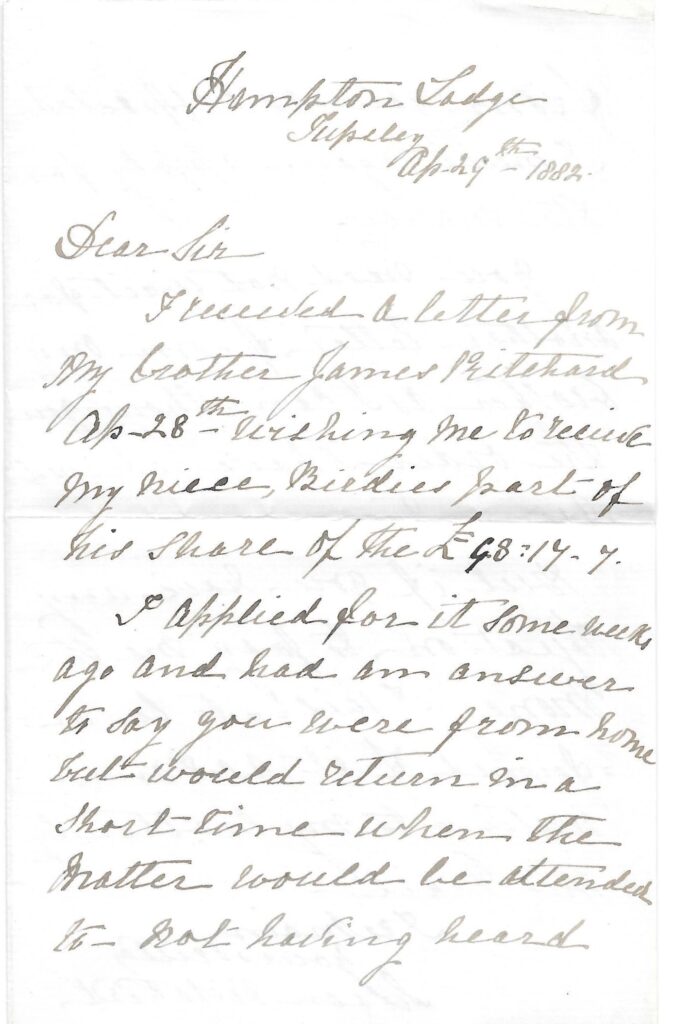 Hampton Lodge
Tupsley
Ap. 29th 1882.
Dear Sir
I received a letter from
my brother James Pritchard
Ap 28th wishing me to receive
my niece, Birdies part of
his share of the £98:17-7.
I applied for it some weeks
ago and had an answer
to say you were from home
but would return in a
short time when the
matter would be attended
to - Not having heard